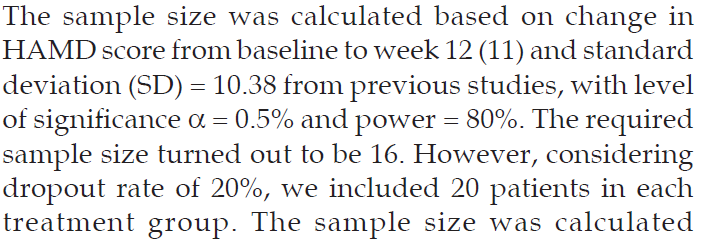 The sample size was calculated based on change in
HAMD score from baseline to week 12 (11) and standard
deviation (SD) = 10.38 from previous studies, with level
of significance α = 0.5% and power = 80%. The required
sample size turned out to be 16. However, considering
dropout rate of 20%, we included 20 patients in each
treatment group. The sample size was calculated